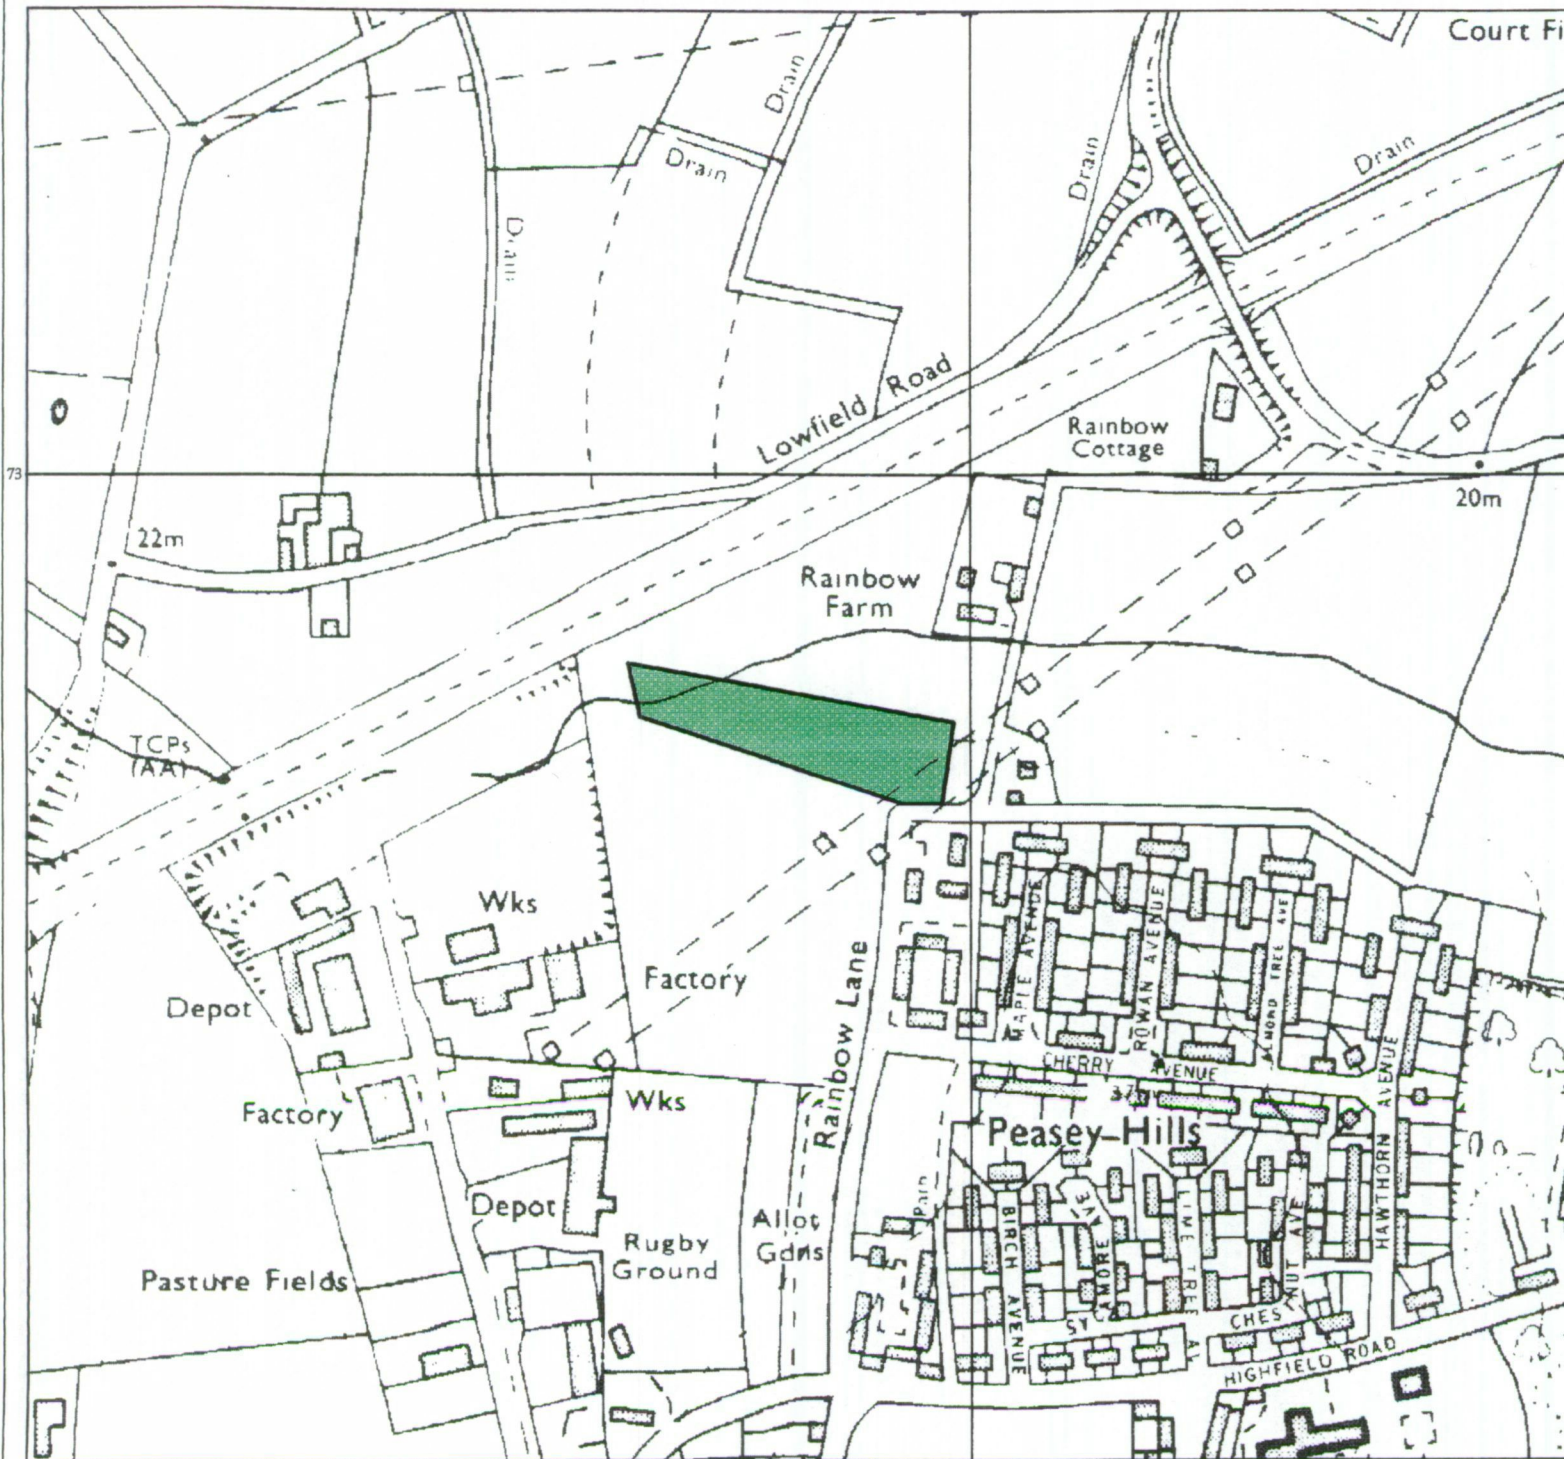 Court Fi
Drain
Drain
Drain
Drain
Drain
Lowfield Road
Rainbow
Cottage
73
20m
22m
Rainbow
Farm
TCPs
(AA)
Wks
Factory
Depot
Rainbow Lane
MAPLE AVENUE
ROWAN AVENUE
ALMOND TREE AVE
CHERRY AVENUE
HAWTHORN AVENUE
Factory
Wks
Peasey Hills
Depot
Path
Rugby
Ground
Allot
Gdns
Pasture Fields
BIRCH AVENUE
SYCAMORE AVE
LIME TREE AV
CHESTNUT AVE
HIGHFIELD ROAD